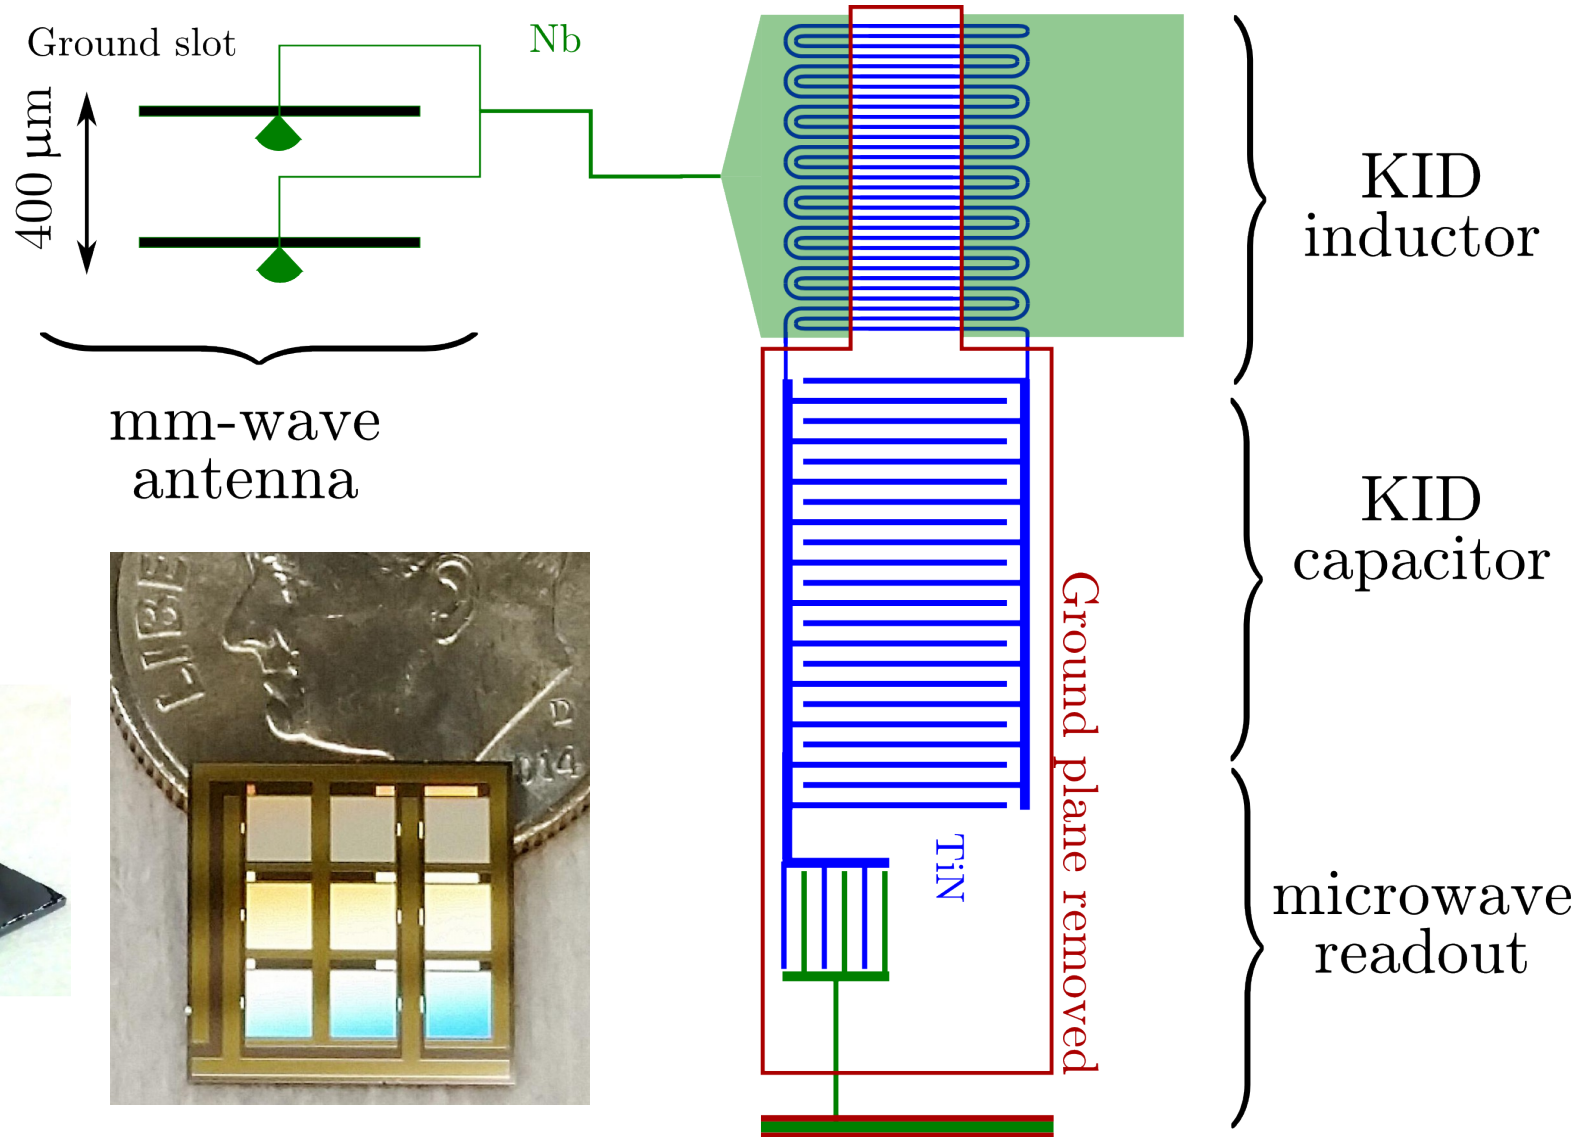 Ground slot
Nb
400 μm
mm-wave
antenna
KID
inductor
KID
capacitor
Ground plane removed
TiN
microwave
readout
LIBE
D
014